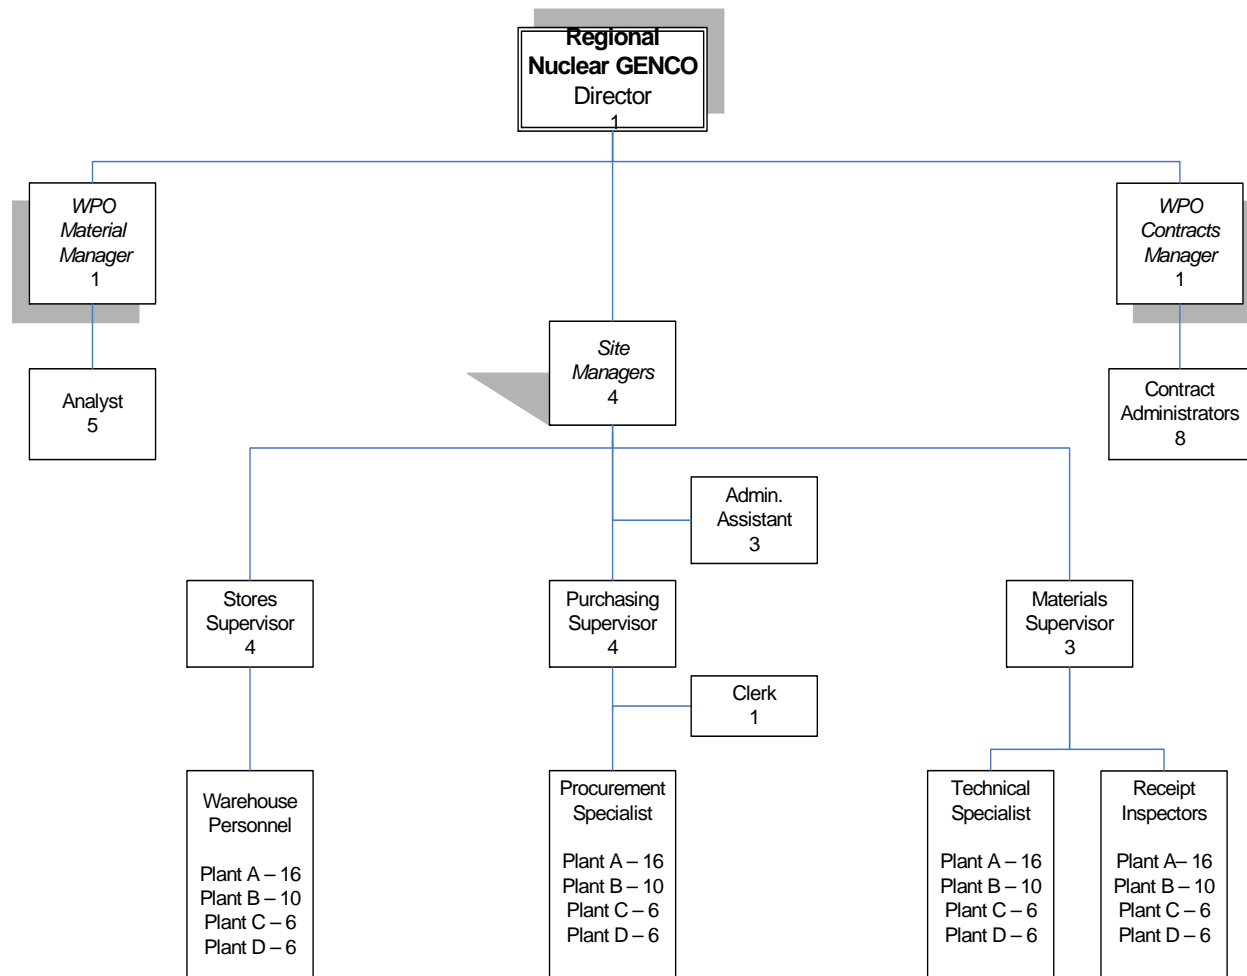 Regional
Nuclear GENCO
Director
1
WPO
Material
Manager
1
WPO
Contracts
Manager
1
Site
Managers
4
Analyst
5
Contract
Administrators
8
Admin.
Assistant
3
Stores
Supervisor
4
Purchasing
Supervisor
4
Materials
Supervisor
3
Clerk
1
Warehouse
Personnel
Plant A – 16
Plant B – 10
Plant C – 6
Plant D – 6
Procurement
Specialist
Plant A – 16
Plant B – 10
Plant C – 6
Plant D – 6
Technical
Specialist
Plant A – 16
Plant B – 10
Plant C – 6
Plant D – 6
Receipt
Inspectors
Plant A– 16
Plant B – 10
Plant C – 6
Plant D – 6